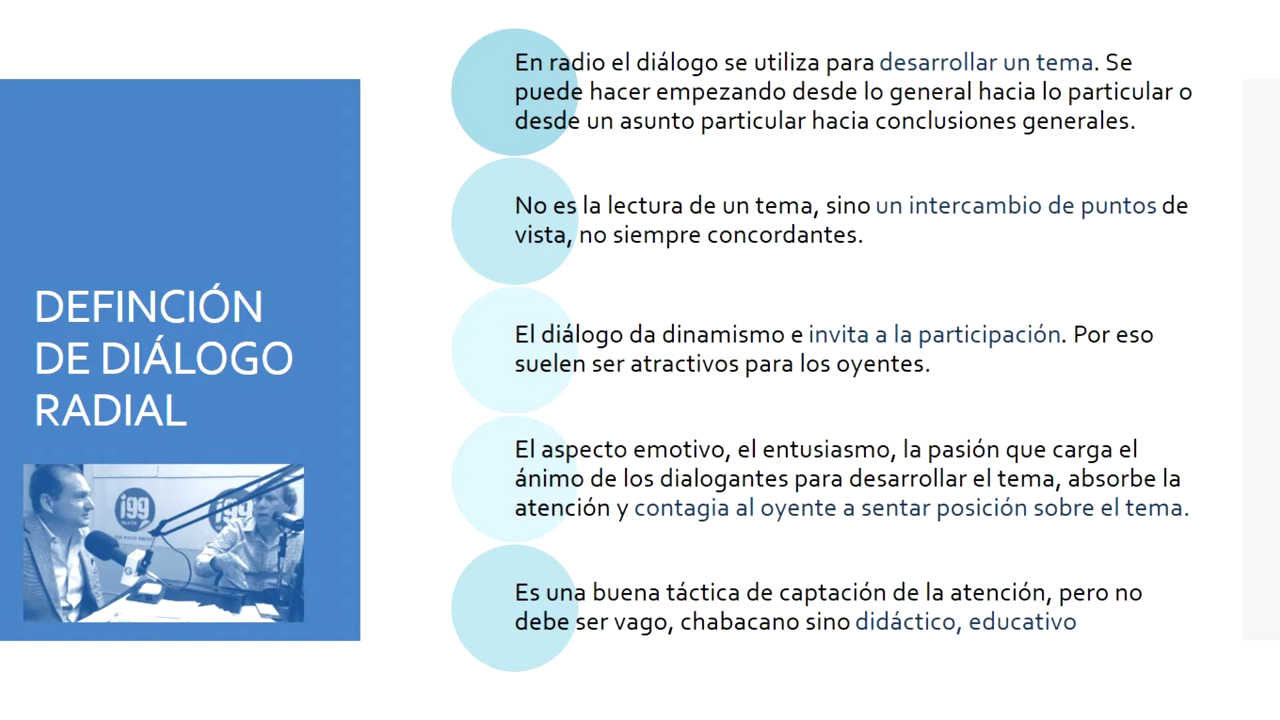 DEFINCIÓN
DE DIÁLOGO
RADIAL
igg
igg
En radio el diálogo se utiliza para desarrollar un tema. Se
puede hacer empezando desde lo general hacia lo particular o
desde un asunto particular hacia conclusiones generales.
No es la lectura de un tema, sino un intercambio de puntos de
vista, no siempre concordantes.
El diálogo da dinamismo e invita a la participación. Por eso
suelen ser atractivos para los oyentes.
El aspecto emotivo, el entusiasmo, la pasión que carga el
ánimo de los dialogantes para desarrollar el tema, absorbe la
atención y contagia al oyente a sentar posición sobre el tema.
Es una buena táctica de captación de la atención, pero no
debe ser vago, chabacano sino didáctico, educativo